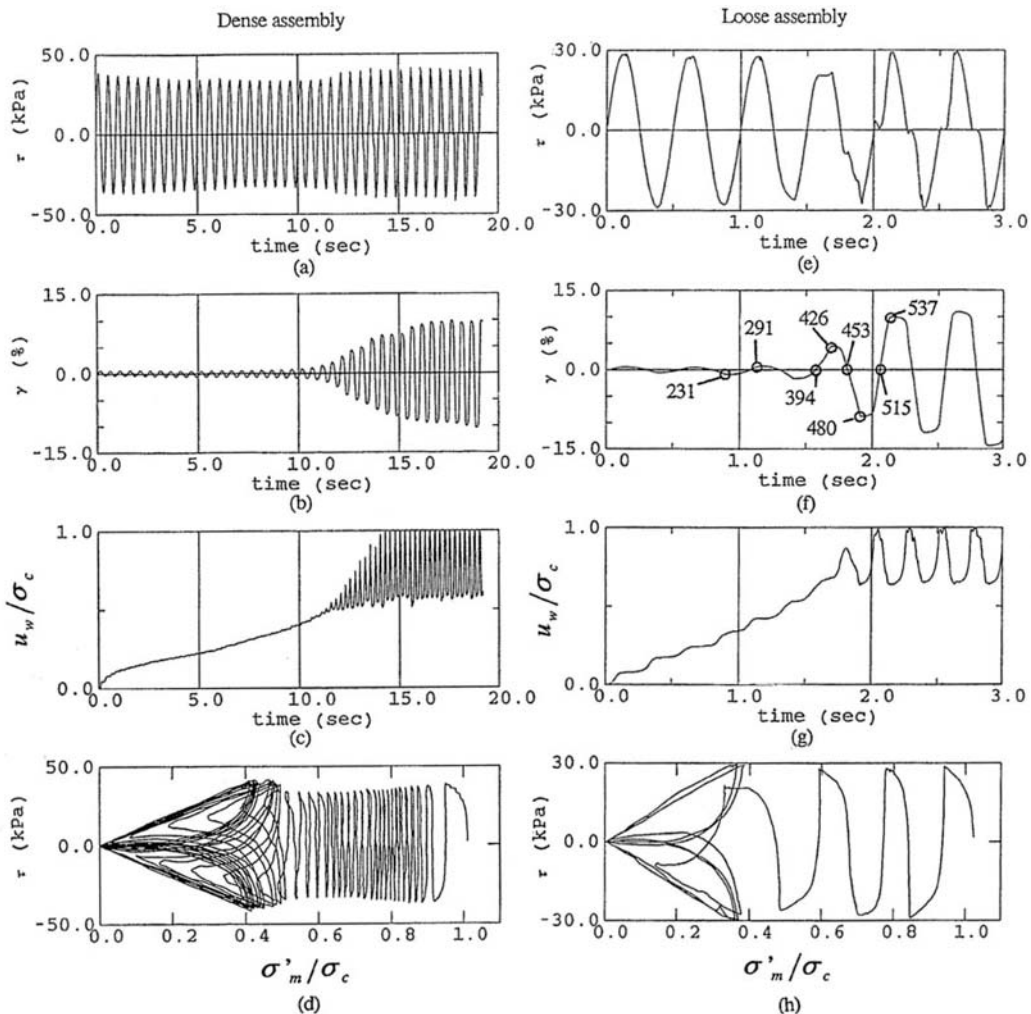 Dense assembly
Loose assembly
50.0
0.0
-50.0
τ (kPa)
0.0 5.0 10.0 15.0 20.0
time (sec)
(a)
30.0
0.0
-30.0
τ (kPa)
0.0 1.0 2.0 3.0
time (sec)
(e)
15.0
0.0
-15.0
γ (%)
0.0 5.0 10.0 15.0 20.0
time (sec)
(b)
15.0
0.0
-15.0
γ (%)
231
291
394
426
453
480
515
537
0.0 1.0 2.0 3.0
time (sec)
(f)
1.0
0.0
u_w/σ_c
0.0 5.0 10.0 15.0 20.0
time (sec)
(c)
1.0
0.0
u_w/σ_c
0.0 1.0 2.0 3.0
time (sec)
(g)
50.0
0.0
-50.0
τ (kPa)
0.0 0.2 0.4 0.6 0.8 1.0
σ'_m/σ_c
(d)
30.0
0.0
-30.0
τ (kPa)
0.0 0.2 0.4 0.6 0.8 1.0
σ'_m/σ_c
(h)